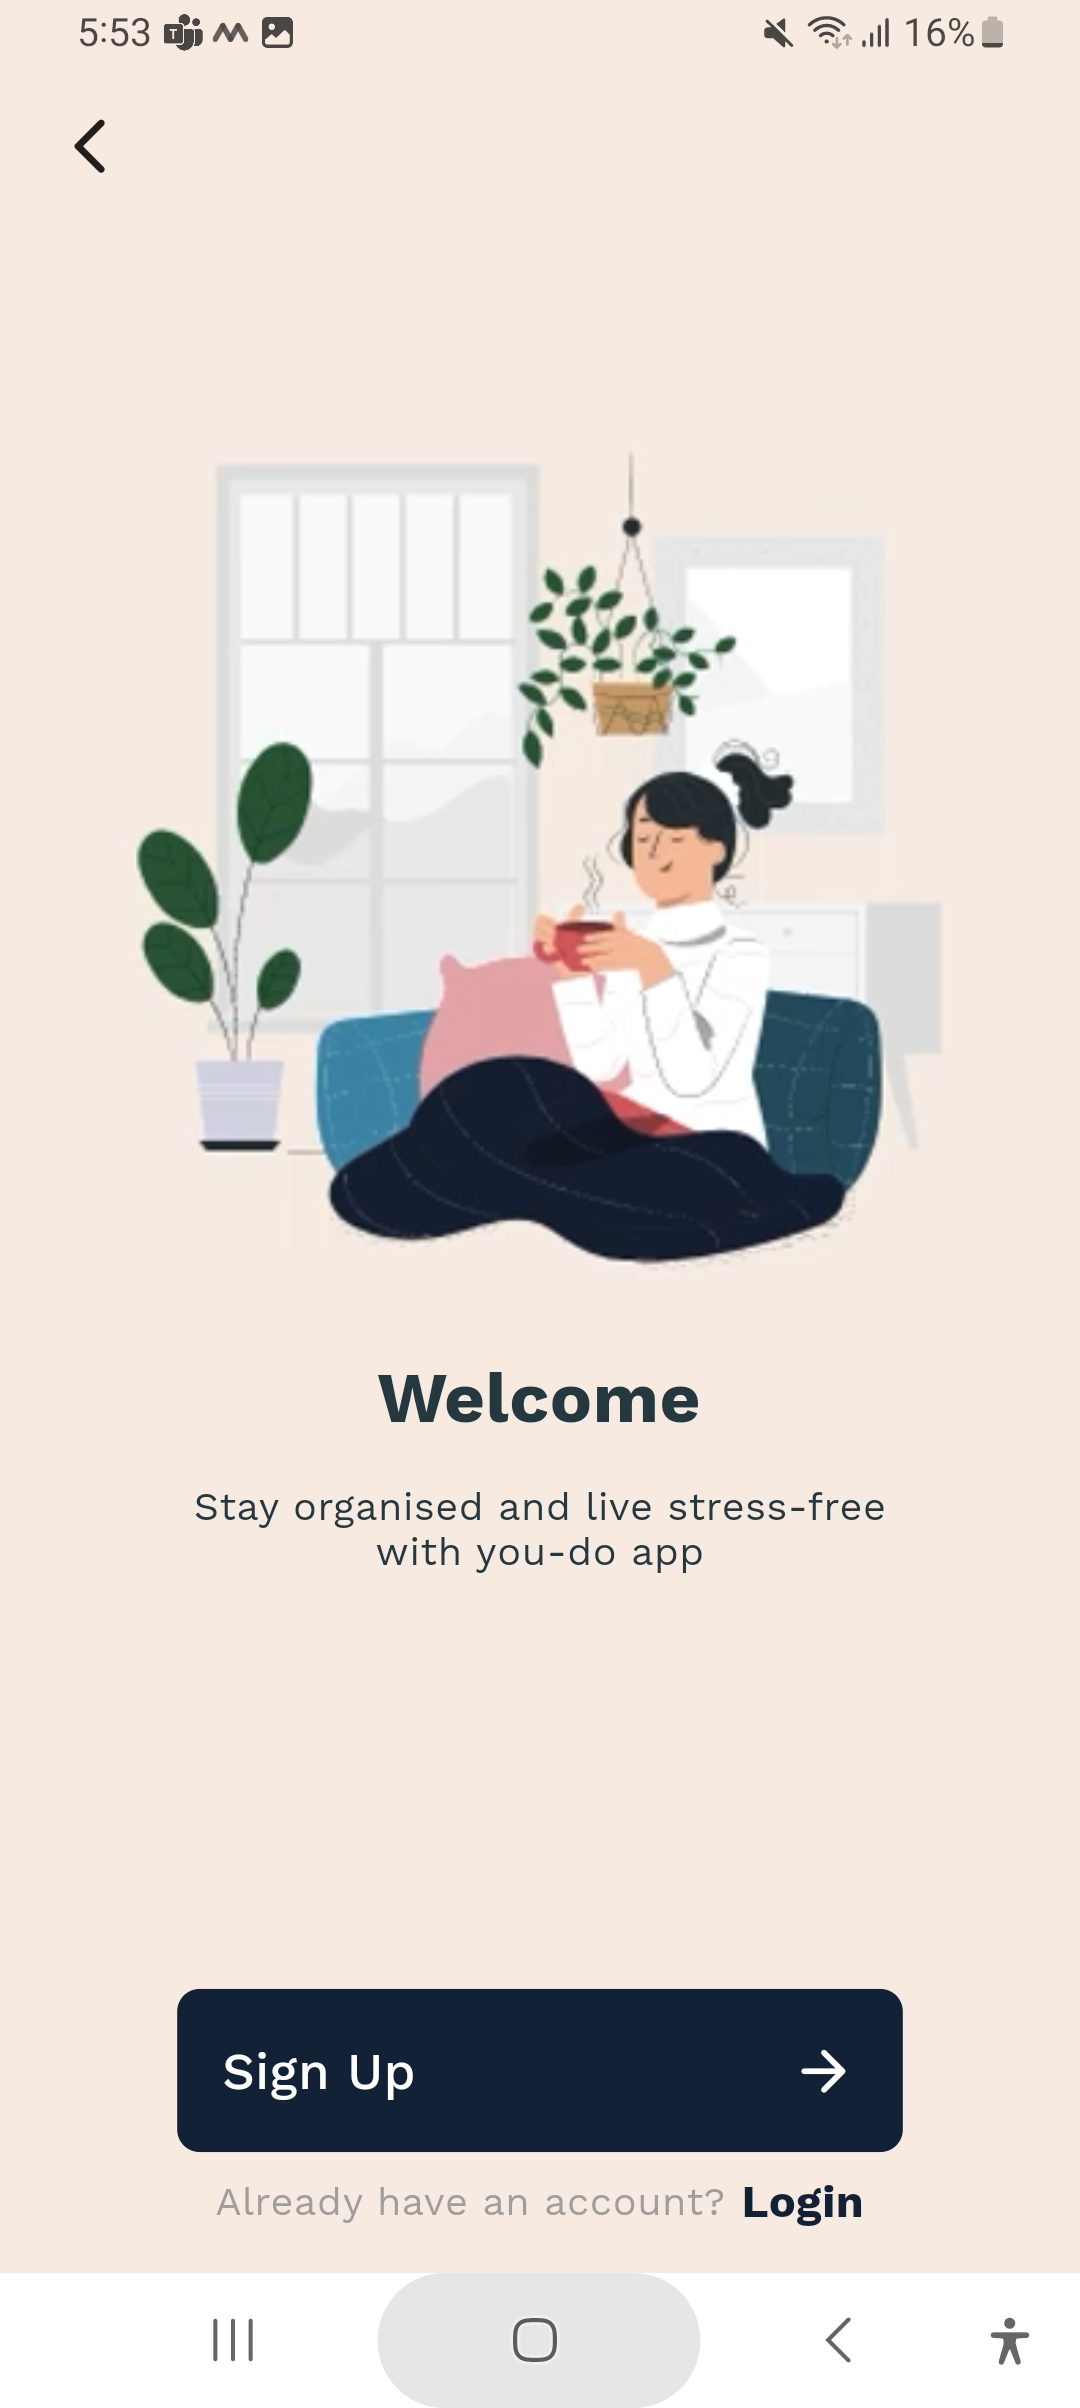 5:53
16%
Welcome
Stay organised and live stress-free
with you-do app
Sign Up
Already have an account? Login